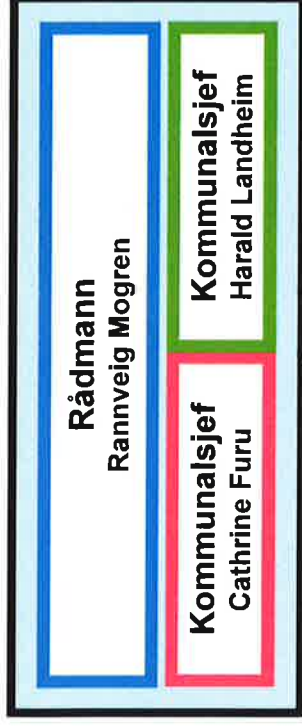 Rådmann
Rannveig Mogren
Kommunalsjef
Cathrine Furu
Kommunalsjef
Harald Landheim